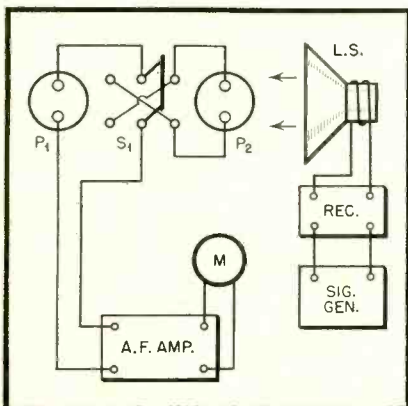 L.S.
P₁
S₁
P₂
REC.
M
SIG.
GEN.
A.F. AMP.